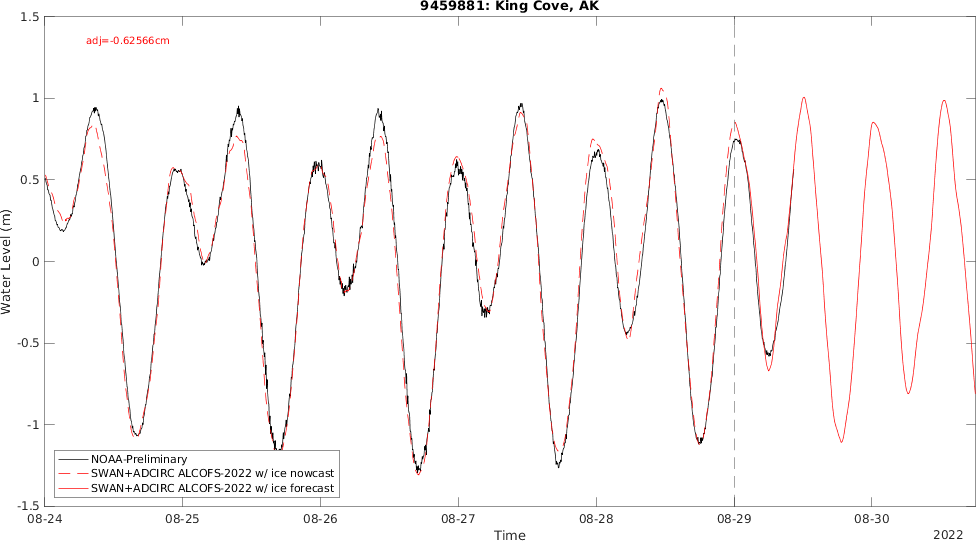 9459881: King Cove, AK
adj=-0.62566cm
Water Level (m)
1.5
1
0.5
0
-0.5
-1
-1.5
NOAA-Preliminary
SWAN+ADCIRC ALCOFS-2022 w/ ice nowcast
SWAN+ADCIRC ALCOFS-2022 w/ ice forecast
08-24 08-25 08-26 08-27 08-28 08-29 08-30
Time
2022